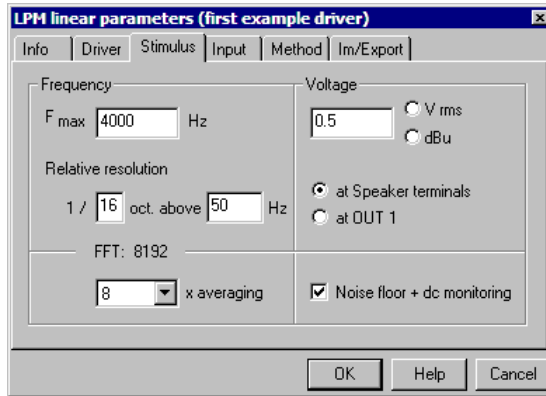 LPM linear parameters (first example driver)
Info Driver Stimulus Input Method Im/Export
Frequency
F max 4000 Hz
Relative resolution
1 / 16 oct. above 50 Hz
FFT: 8192
8 x averaging
Voltage
0.5
V rms
dBu
at Speaker terminals
at OUT 1
Noise floor + dc monitoring
OK Help Cancel